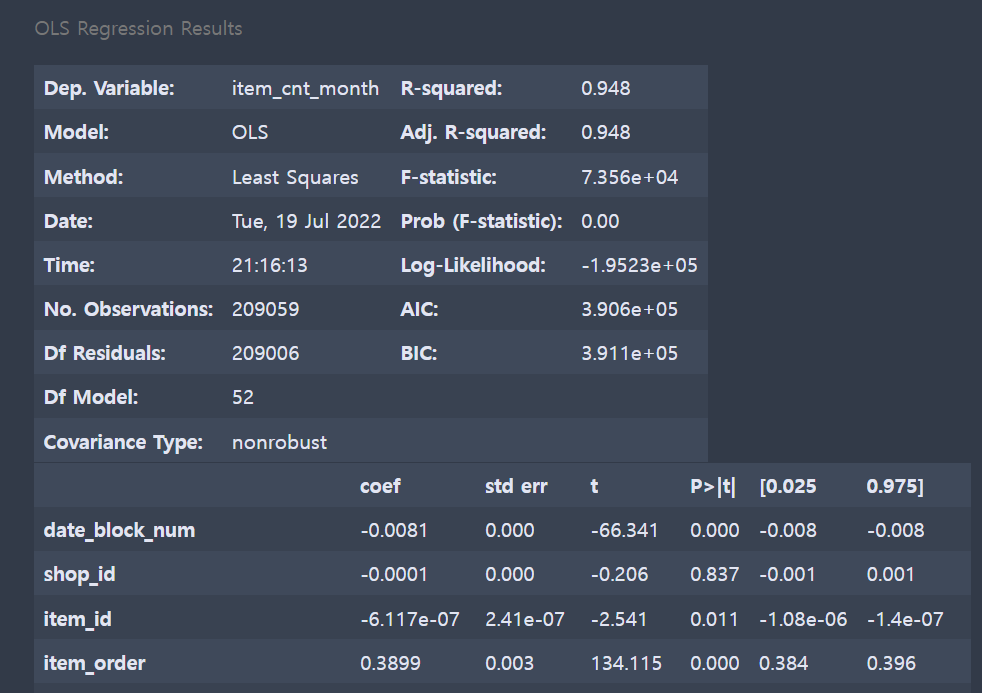 OLS Regression Results
Dep. Variable: item_cnt_month R-squared: 0.948
Model: OLS Adj. R-squared: 0.948
Method: Least Squares F-statistic: 7.356e+04
Date: Tue, 19 Jul 2022 Prob (F-statistic): 0.00
Time: 21:16:13 Log-Likelihood: -1.9523e+05
No. Observations: 209059 AIC: 3.906e+05
Df Residuals: 209006 BIC: 3.911e+05
Df Model: 52
Covariance Type: nonrobust
coef std err t P>|t| [0.025 0.975]
date_block_num -0.0081 0.000 -66.341 0.000 -0.008 -0.008
shop_id -0.0001 0.000 -0.206 0.837 -0.001 0.001
item_id -6.117e-07 2.41e-07 -2.541 0.011 -1.08e-06 -1.4e-07
item_order 0.3899 0.003 134.115 0.000 0.384 0.396